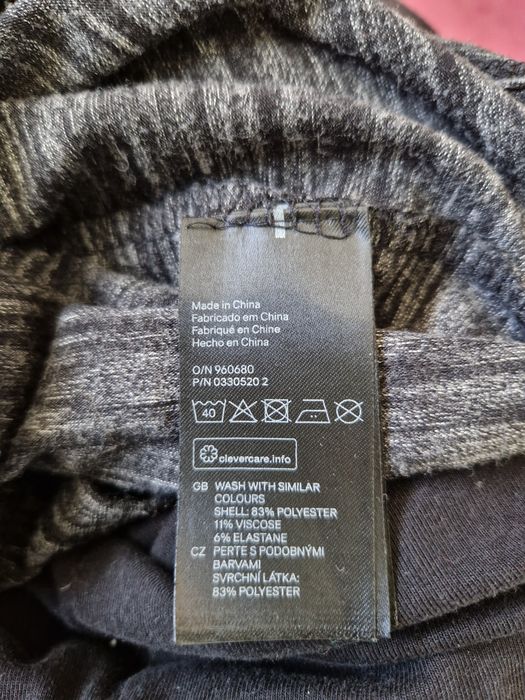 Made in China
Fabricado em China
Fabriqué en Chine
Hecho en China
O/N 960680
P/N 0330520 2
40
clevercare.info
GB WASH WITH SIMILAR
COLOURS
SHELL: 83% POLYESTER
11% VISCOSE
6% ELASTANE
CZ PERTE S PODOBNÝMI
BARVAMI
SVRCHNÍ LÁTKA:
83% POLYESTER